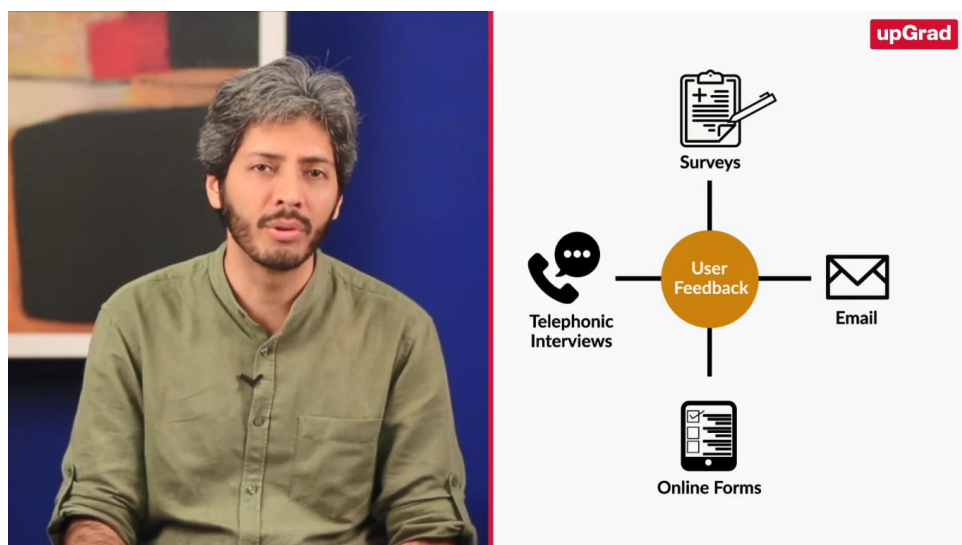 upGrad
Surveys
User
Feedback
Telephonic
Interviews
Email
Online Forms